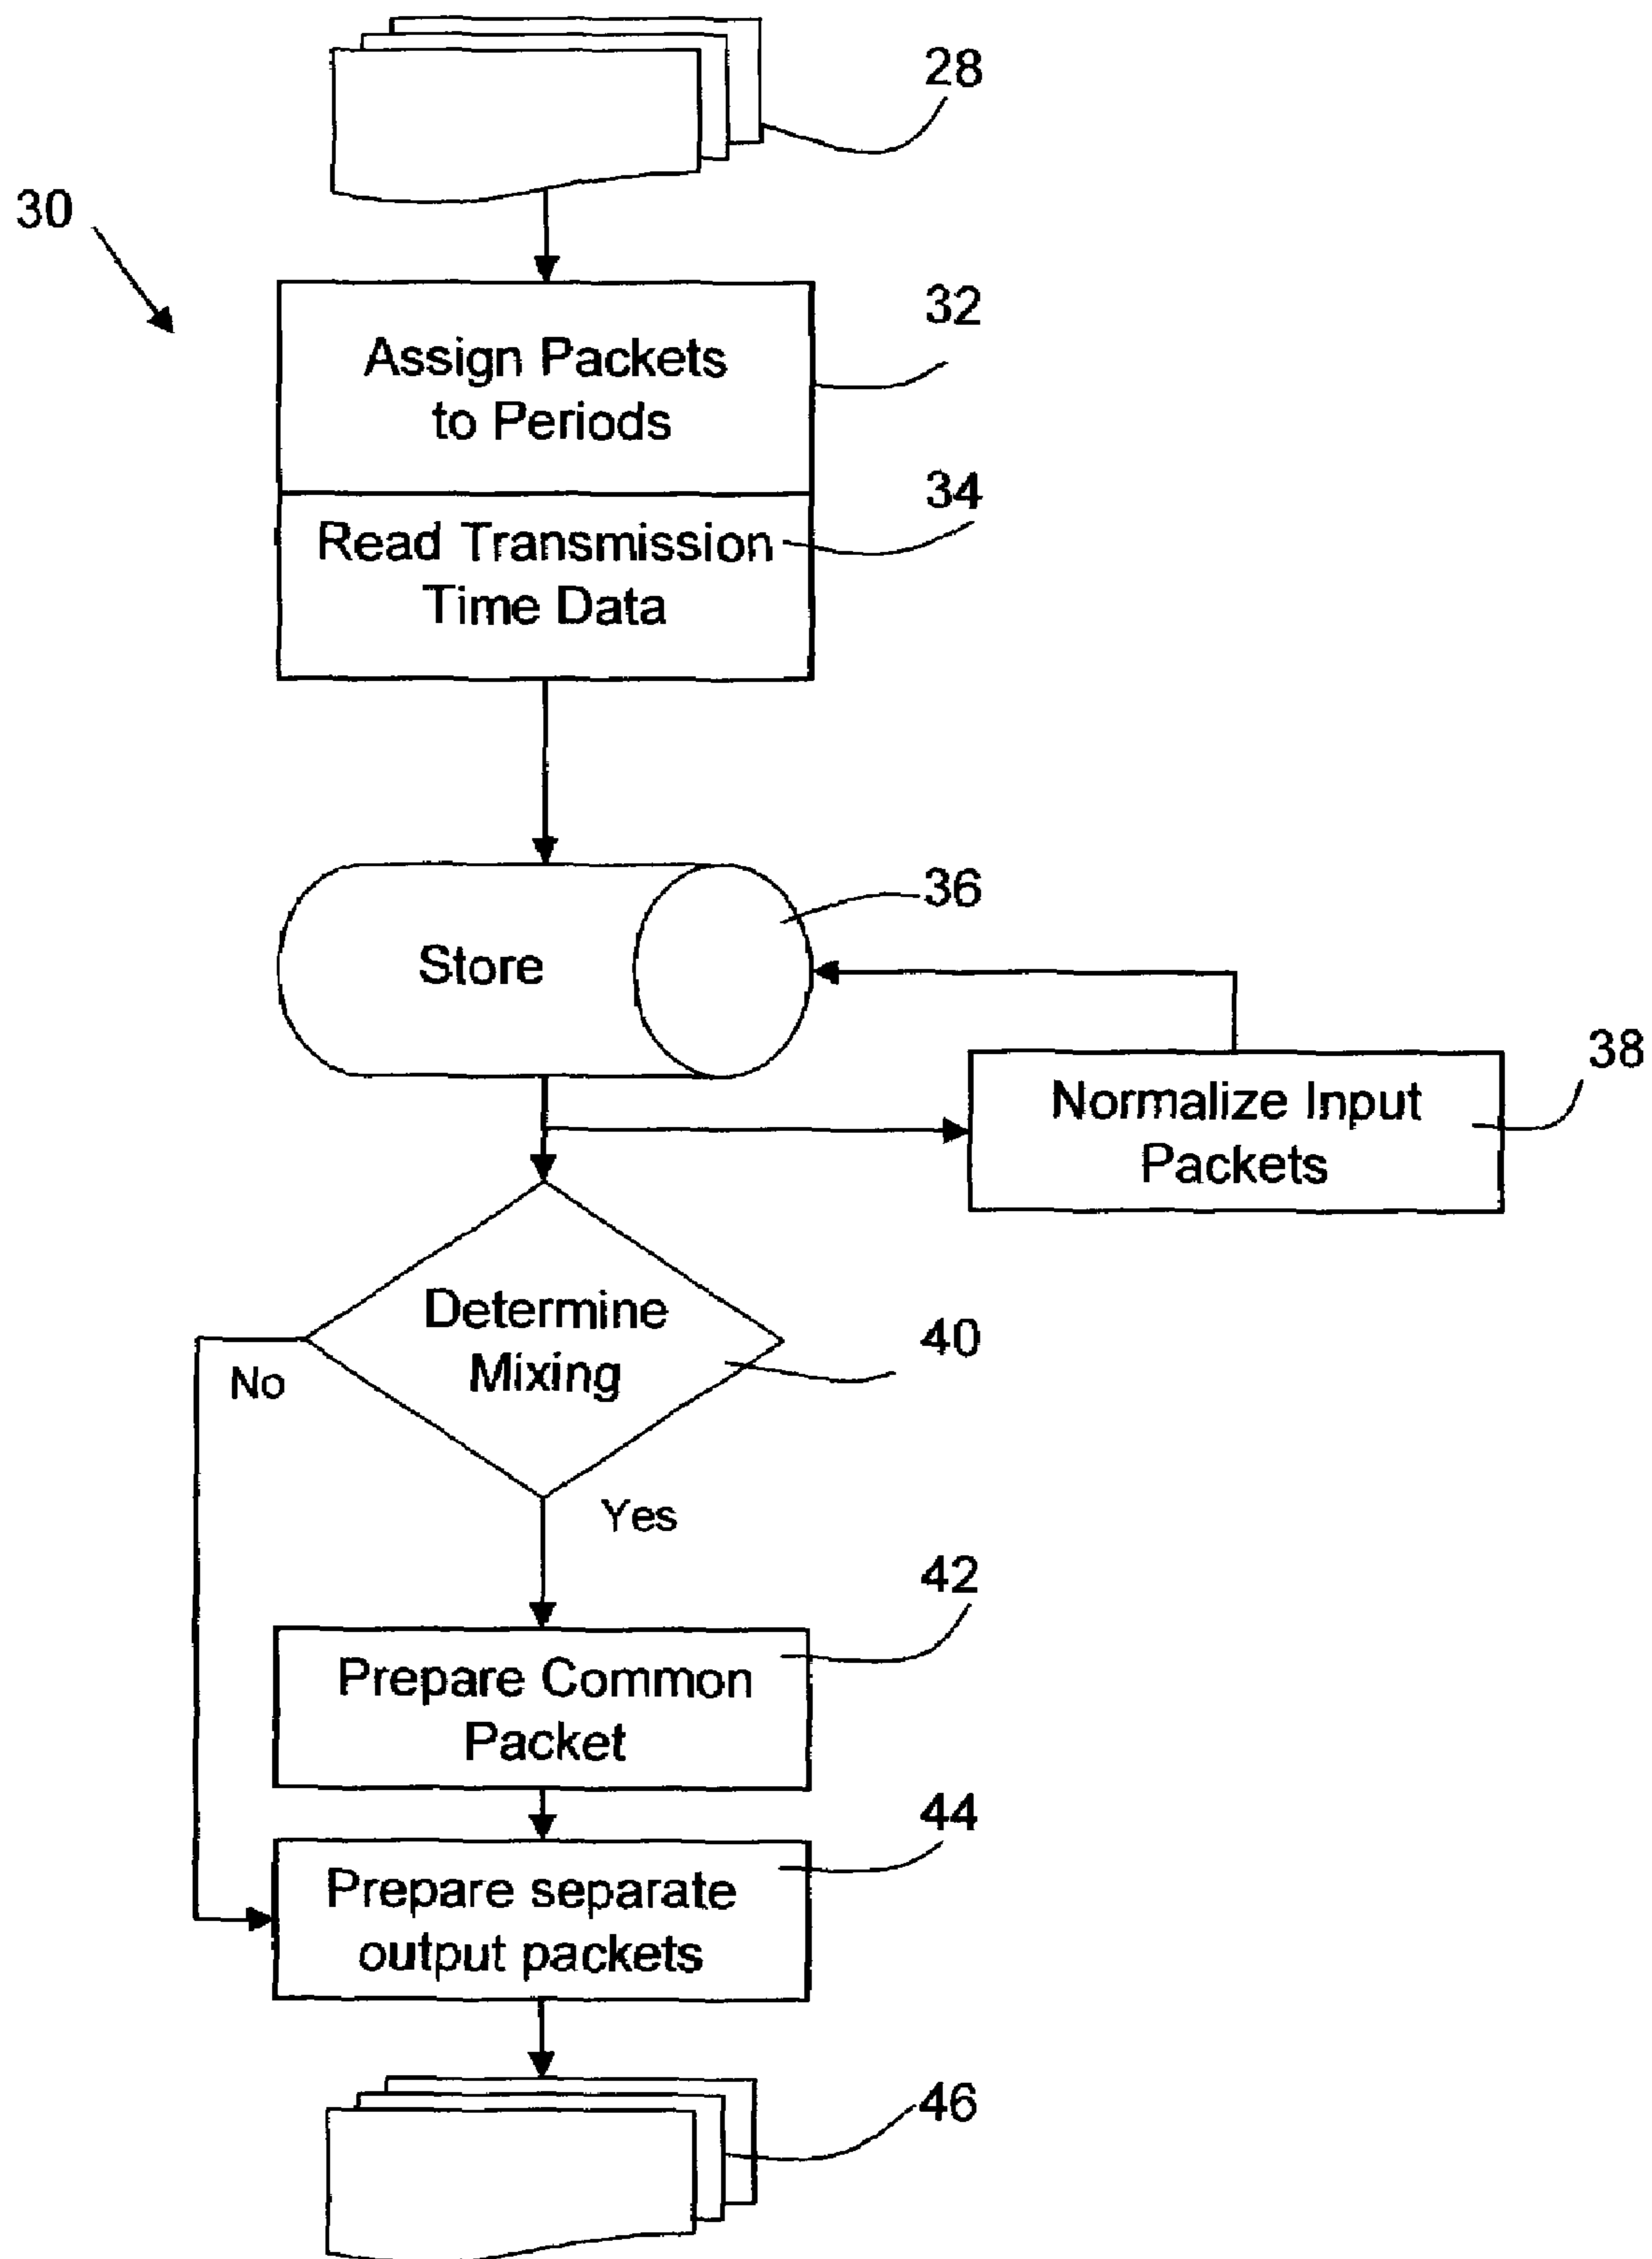 28
30
32
Assign Packets
to Periods
34
Read Transmission
Time Data
36
Store
38
Normalize Input
Packets
Determine
Mixing
40
No
Yes
42
Prepare Common
Packet
44
Prepare separate
output packets
46